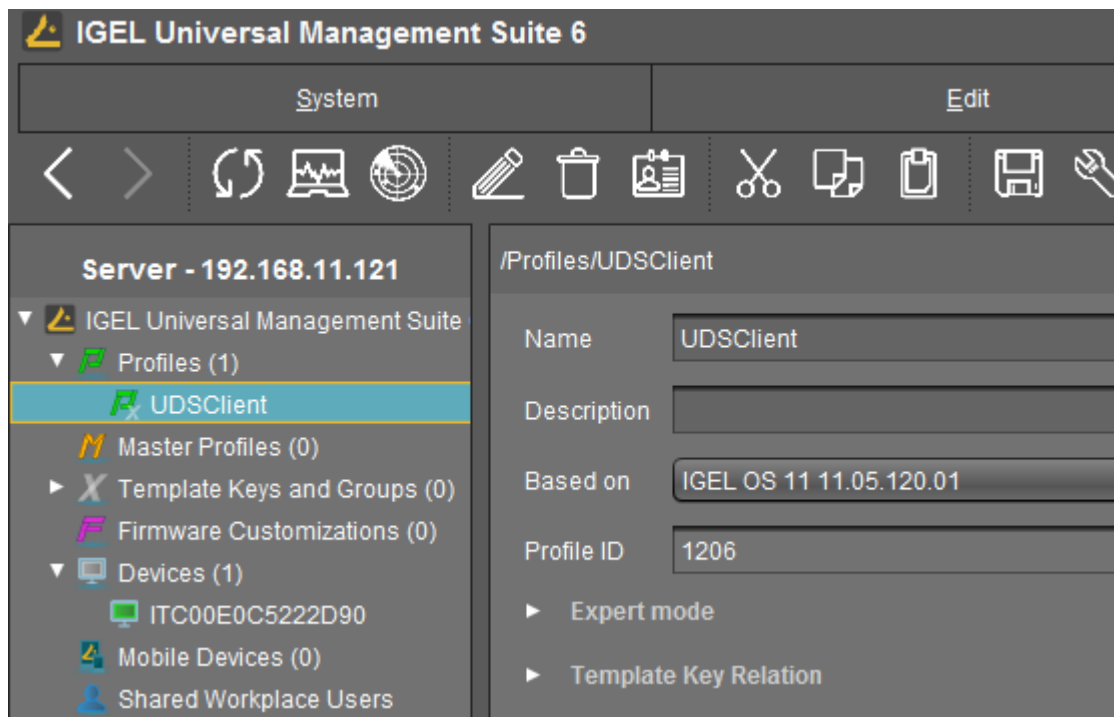 IGEL Universal Management Suite 6
System
Edit
Server - 192.168.11.121
IGEL Universal Management Suite
Profiles (1)
UDSClient
Master Profiles (0)
Template Keys and Groups (0)
Firmware Customizations (0)
Devices (1)
ITC00E0C5222D90
Mobile Devices (0)
Shared Workplace Users
/Profiles/UDSClient
Name UDSClient
Description
Based on IGEL OS 11 11.05.120.01
Profile ID 1206
Expert mode
Template Key Relation